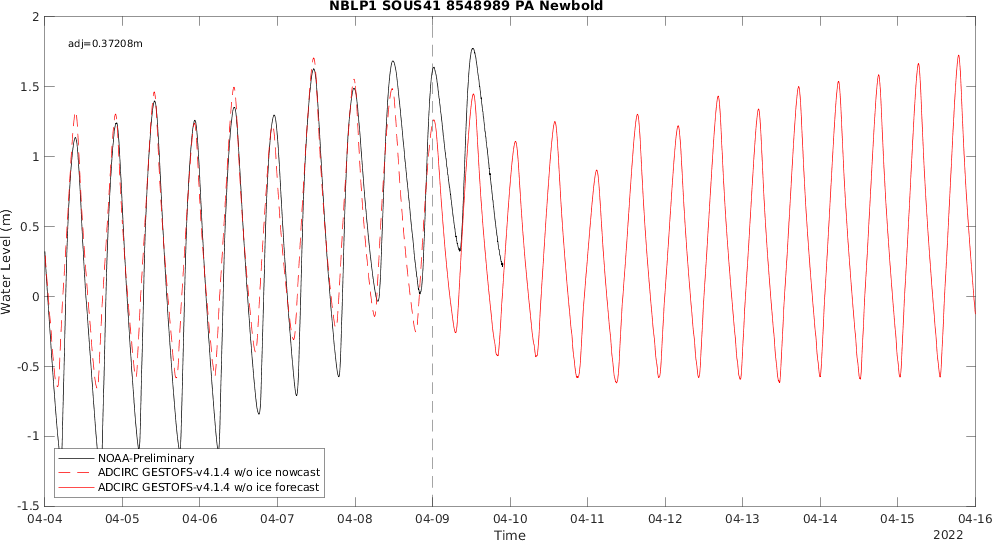 NBLP1 SOUS41 8548989 PA Newbold
adj=0.37208m
2
1.5
1
0.5
0
-0.5
-1
-1.5
Water Level (m)
NOAA-Preliminary
ADCIRC GESTOFS-v4.1.4 w/o ice nowcast
ADCIRC GESTOFS-v4.1.4 w/o ice forecast
04-04 04-05 04-06 04-07 04-08 04-09 04-10 04-11 04-12 04-13 04-14 04-15 04-16
Time
2022